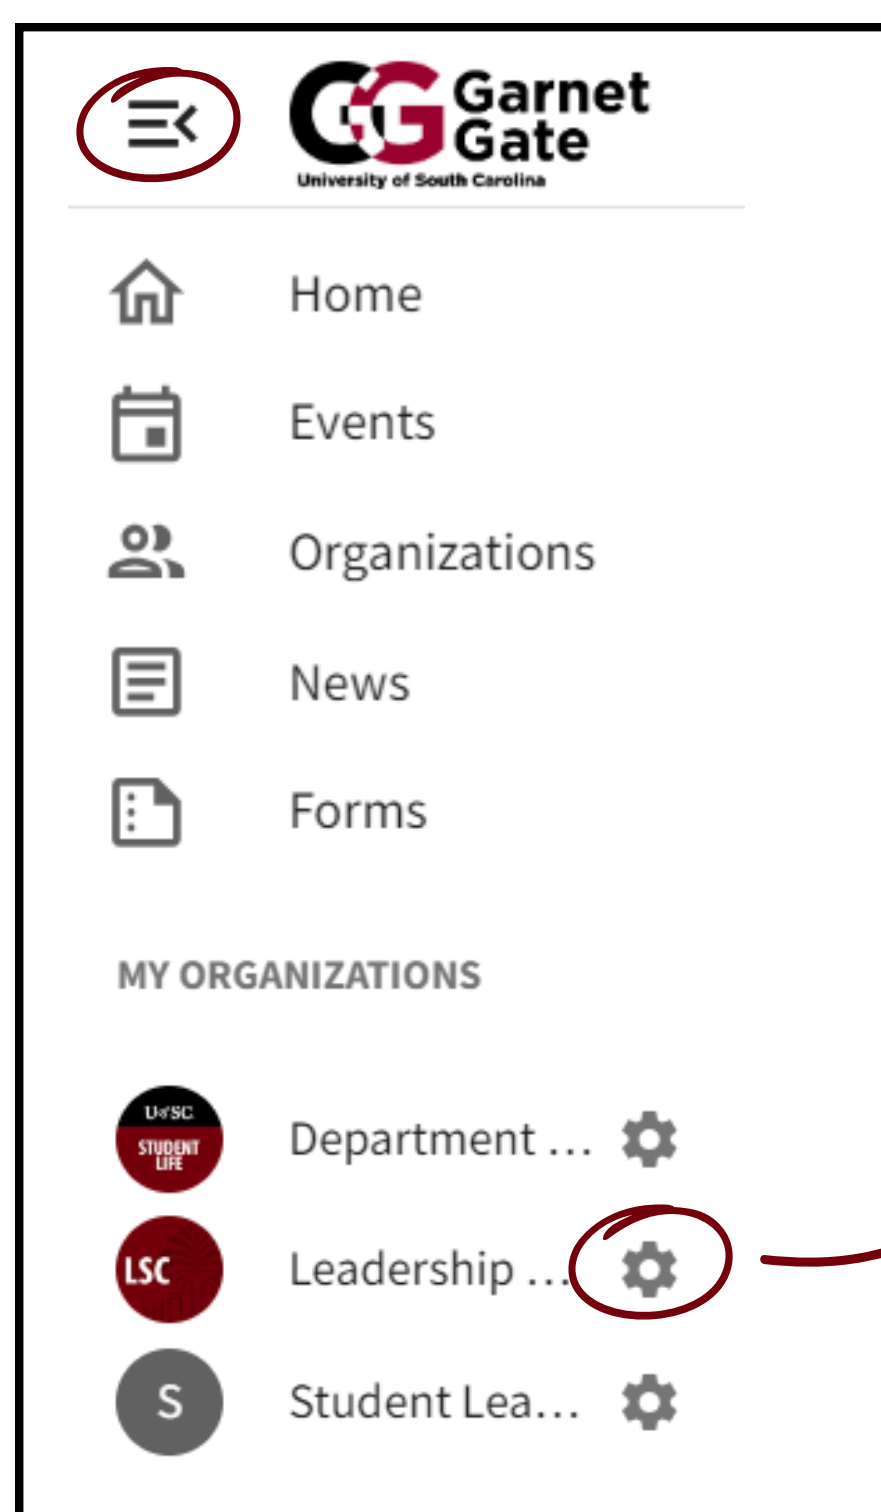 Garnet
Gate
University of South Carolina
Home
Events
Organizations
News
Forms
MY ORGANIZATIONS
UofSC
STUDENT
LIFE
Department ...
LSC
Leadership ...
S
Student Lea...